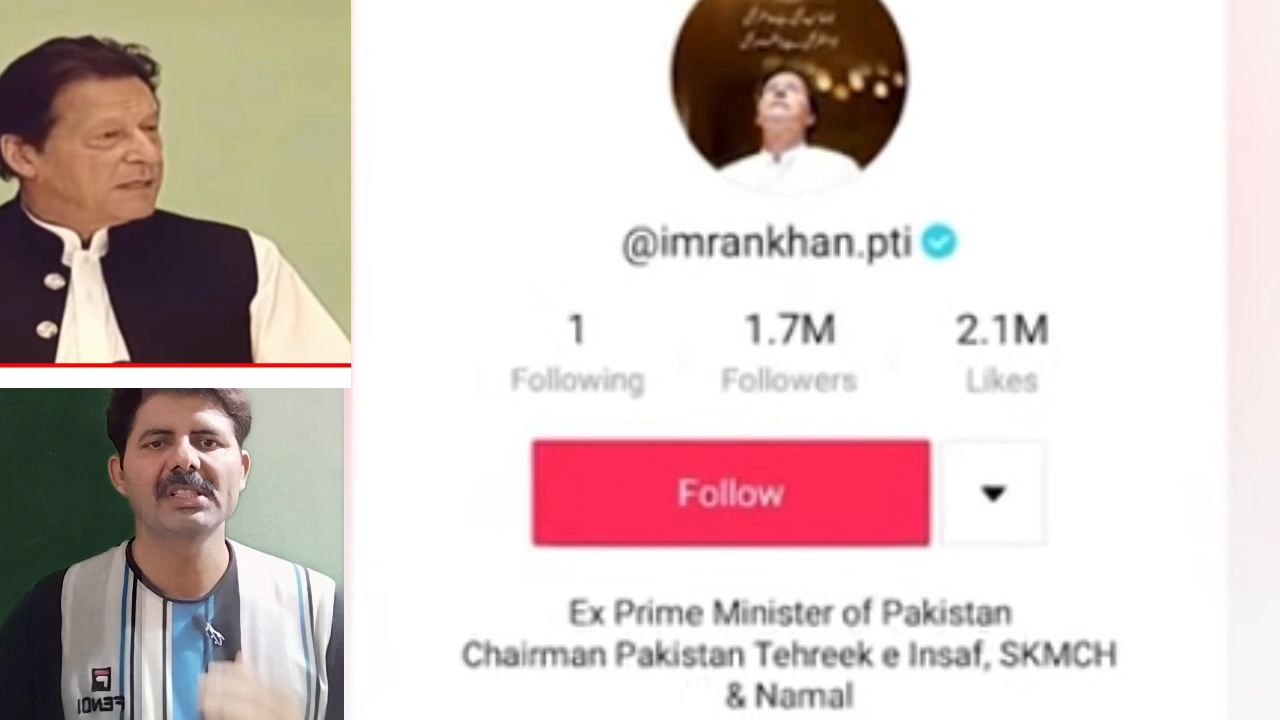 @imrankhan.pti
1
1.7M
2.1M
Following
Followers
Likes
Follow
Ex Prime Minister of Pakistan
Chairman Pakistan Tehreek e Insaf, SKMCH
& Namal
FENDI